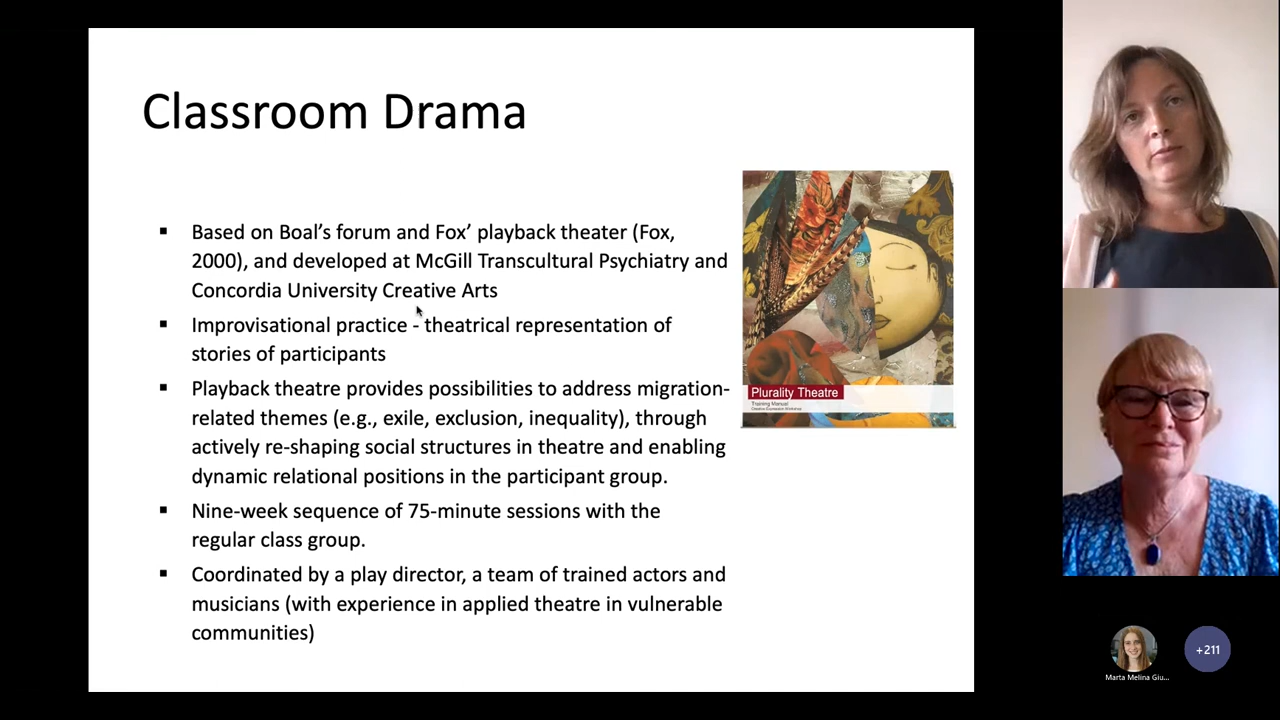 Classroom Drama
▪ Based on Boal's forum and Fox' playback theater (Fox,
2000), and developed at McGill Transcultural Psychiatry and
Concordia University Creative Arts
▪ Improvisational practice - theatrical representation of
stories of participants
▪ Playback theatre provides possibilities to address migration-
related themes (e.g., exile, exclusion, inequality), through
actively re-shaping social structures in theatre and enabling
dynamic relational positions in the participant group.
▪ Nine-week sequence of 75-minute sessions with the
regular class group.
▪ Coordinated by a play director, a team of trained actors and
musicians (with experience in applied theatre in vulnerable
communities)
Plurality Theatre
Training Manual
Creative Expression Workshop
+211
Marta Melina Giu...